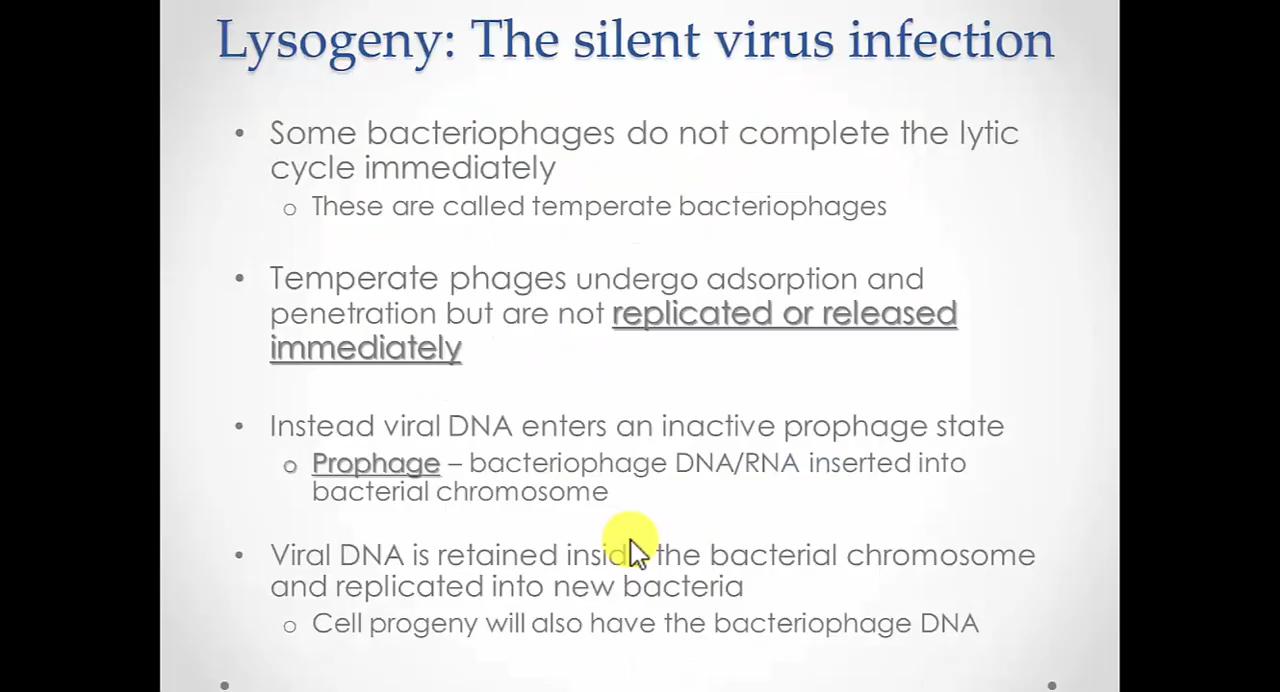 Lysogeny: The silent virus infection
• Some bacteriophages do not complete the lytic
cycle immediately
o These are called temperate bacteriophages
• Temperate phages undergo adsorption and
penetration but are not replicated or released
immediately
• Instead viral DNA enters an inactive prophage state
o Prophage – bacteriophage DNA/RNA inserted into
bacterial chromosome
• Viral DNA is retained inside the bacterial chromosome
and replicated into new bacteria
o Cell progeny will also have the bacteriophage DNA